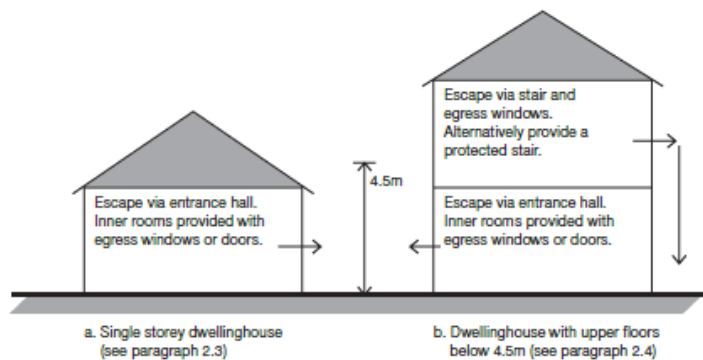 Escape via stair and
egress windows.
Alternatively provide a
protected stair.
4.5m
Escape via entrance hall.
Inner rooms provided with
egress windows or doors.
Escape via entrance hall.
Inner rooms provided with
egress windows or doors.
a. Single storey dwellinghouse
(see paragraph 2.3)
b. Dwellinghouse with upper floors
below 4.5m (see paragraph 2.4)